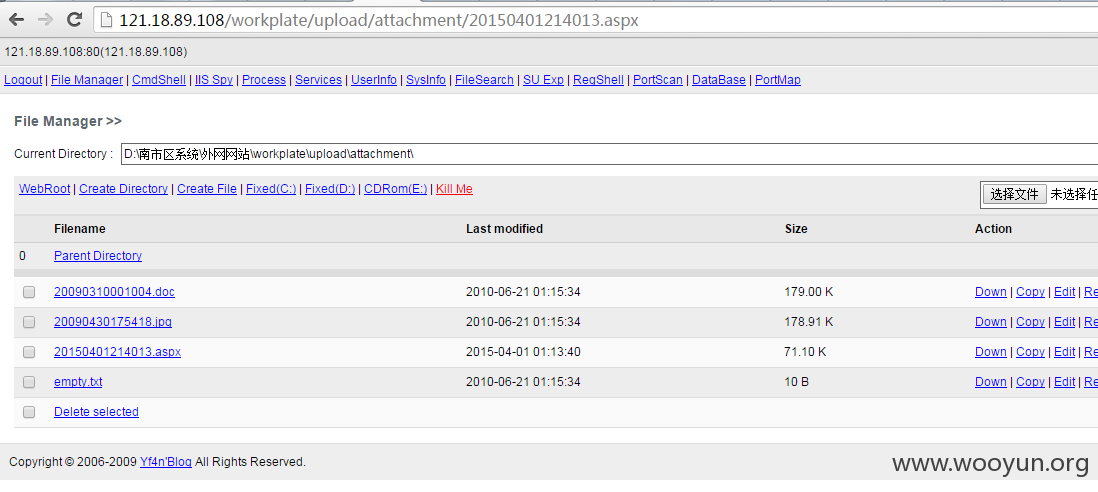 121.18.89.108/workplate/upload/attachment/20150401214013.aspx
121.18.89.108:80(121.18.89.108)
Logout | File Manager | CmdShell | IIS Spy | Process | Services | UserInfo | SysInfo | FileSearch | SU Exp | RegShell | PortScan | DataBase | PortMap
File Manager >>
Current Directory : D:\南市区系统\外网网站\workplate\upload\attachment\
WebRoot | Create Directory | Create File | Fixed(C:) | Fixed(D:) | CDRom(E:) | Kill Me 选择文件 未选择任
Filename Last modified Size Action
0 Parent Directory
20090310001004.doc 2010-06-21 01:15:34 179.00 K Down | Copy | Edit | Re
20090430175418.jpg 2010-06-21 01:15:34 178.91 K Down | Copy | Edit | Re
20150401214013.aspx 2015-04-01 01:13:40 71.10 K Down | Copy | Edit | Re
empty.txt 2010-06-21 01:15:34 10 B Down | Copy | Edit | Re
Delete selected
Copyright © 2006-2009 Yf4n'Blog All Rights Reserved.
www.wooyun.org